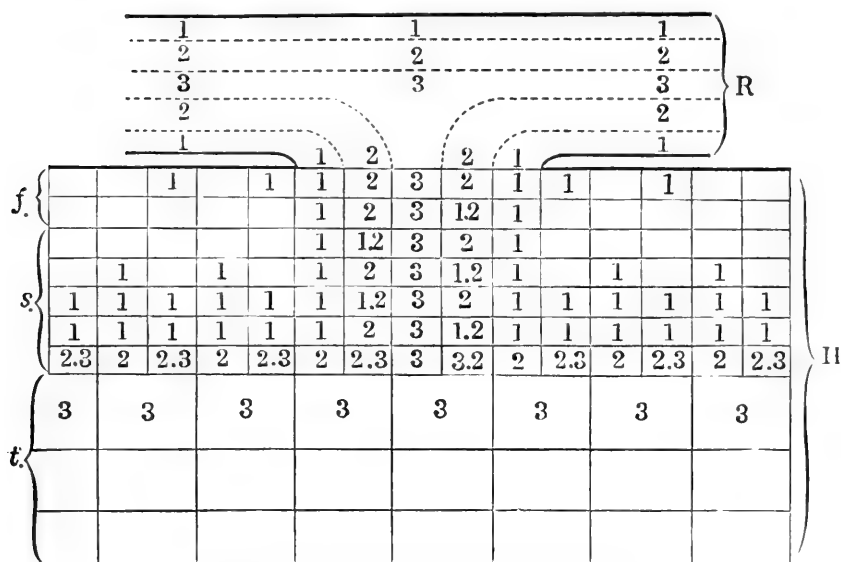 1 1 1
2 2 2
3 3 3 R
2 2
1 1
1 2 2 1
f. 1 1 1 2 3 2 1 1 1
1 2 3 1.2 1
1 1.2 3 2 1
1 1 1 2 3 1.2 1 1 1
s. 1 1 1 1 1 1 1.2 3 2 1 1 1 1 1 1
1 1 1 1 1 1 2 3 1.2 1 1 1 1 1 1
2.3 2 2.3 2 2.3 2 2.3 3 3.2 2 2.3 2 2.3 2 2.3 H
3 3 3 3 3 3 3 3
t.